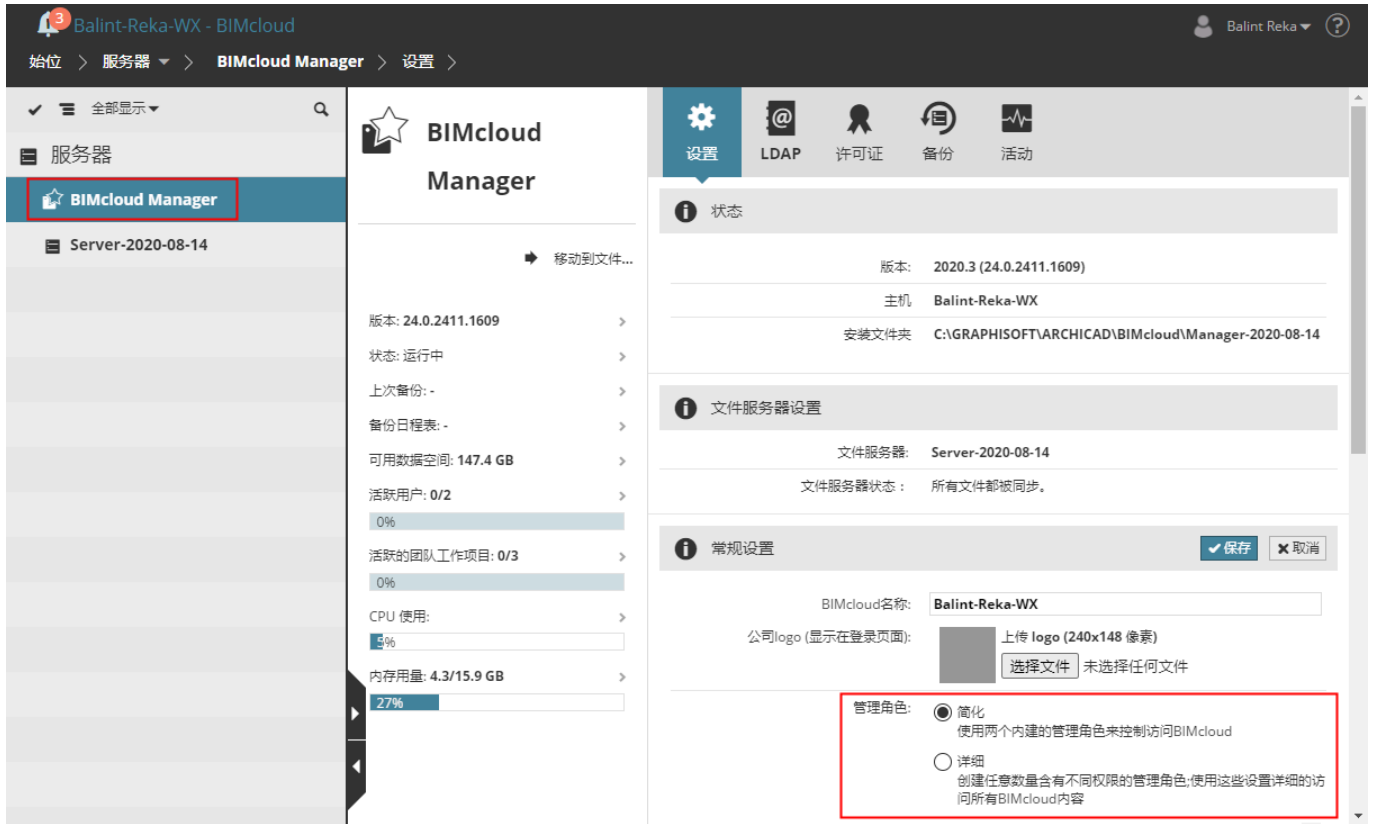 3
Balint-Reka-WX - BIMcloud
Balint Reka
?
始位 > 服务器 > BIMcloud Manager > 设置 >
全部显示
服务器
BIMcloud Manager
Server-2020-08-14
BIMcloud
Manager
移动到文件...
版本: 24.0.2411.1609
状态: 运行中
上次备份: -
备份日程表: -
可用数据空间: 147.4 GB
活跃用户: 0/2
0%
活跃的团队工作项目: 0/3
0%
CPU 使用:
5%
内存用量: 4.3/15.9 GB
27%
设置
LDAP
许可证
备份
活动
状态
版本: 2020.3 (24.0.2411.1609)
主机 Balint-Reka-WX
安装文件夹 C:\GRAPHISOFT\ARCHICAD\BIMcloud\Manager-2020-08-14
文件服务器设置
文件服务器: Server-2020-08-14
文件服务器状态： 所有文件都被同步。
常规设置
保存
取消
BIMcloud名称: Balint-Reka-WX
公司logo (显示在登录页面): 上传 logo (240x148 像素)
选择文件 未选择任何文件
管理角色: 简化
使用两个内建的管理角色来控制访问BIMcloud
详细
创建任意数量含有不同权限的管理角色;使用这些设置详细的访
问所有BIMcloud内容